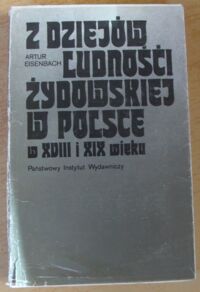 Z DZIEJÓW
ARTUR
EISENBACH
LUDNOŚCI
ŻYDOWSKIEJ
W POLSCE
w XVIII i XIX wieku
Państwowy Instytut Wydawniczy